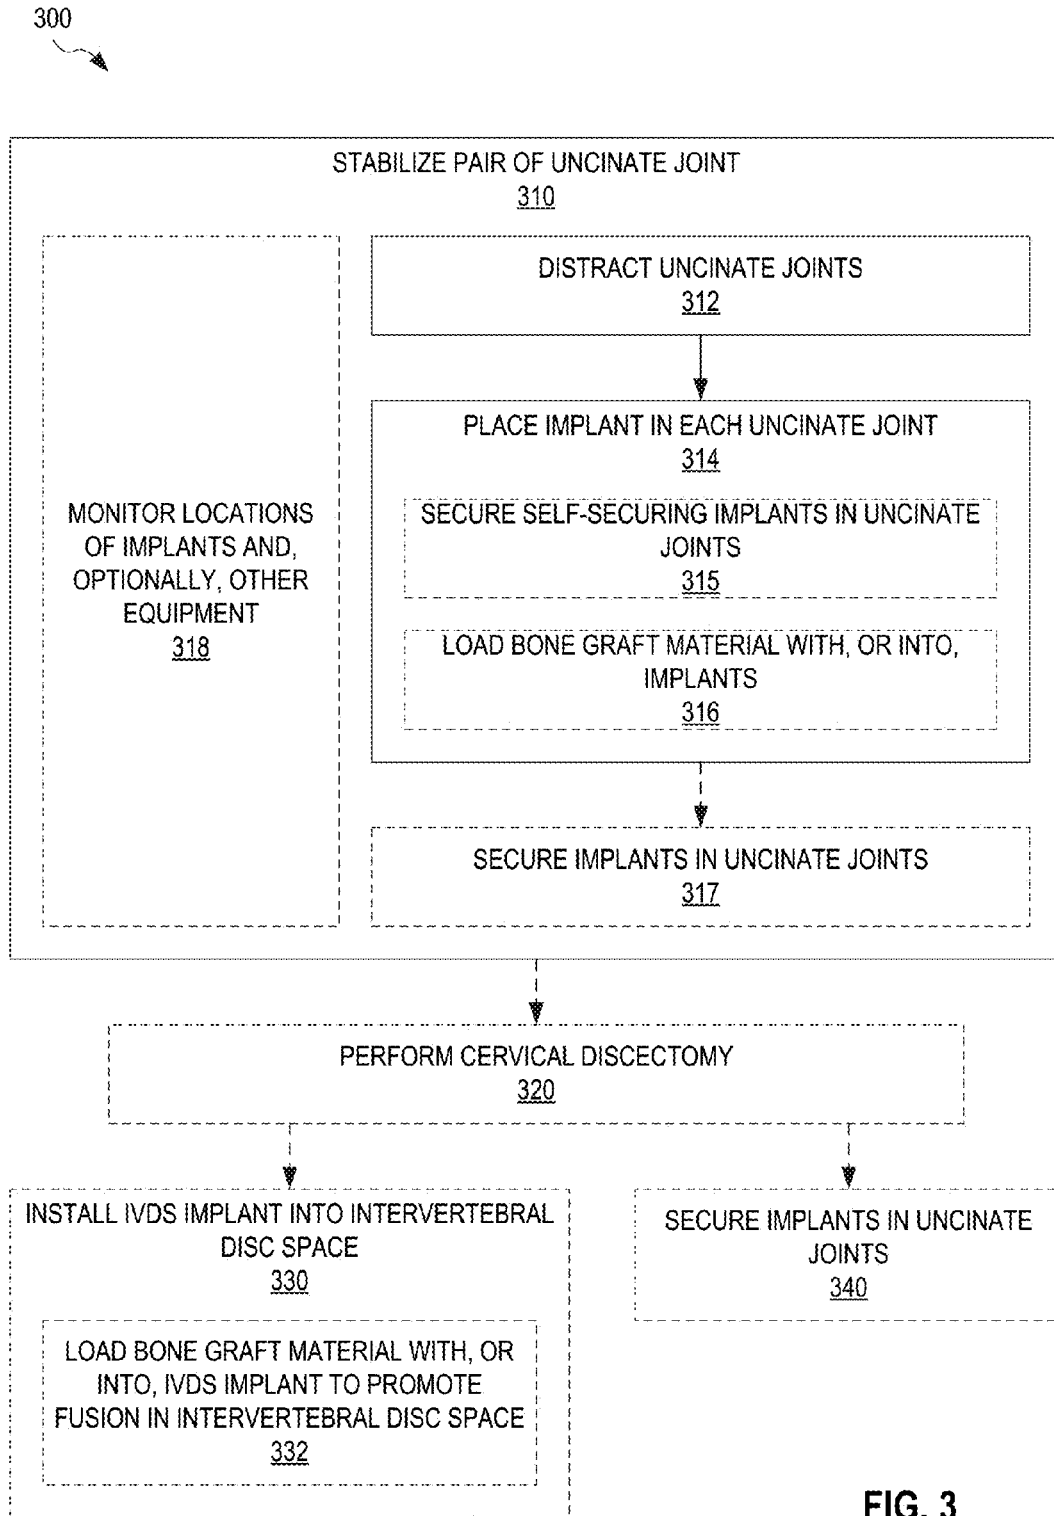 300
STABILIZE PAIR OF UNCINATE JOINT
310
DISTRACT UNCINATE JOINTS
312
PLACE IMPLANT IN EACH UNCINATE JOINT
314
SECURE SELF-SECURING IMPLANTS IN UNCINATE
JOINTS
315
LOAD BONE GRAFT MATERIAL WITH, OR INTO,
IMPLANTS
316
MONITOR LOCATIONS
OF IMPLANTS AND,
OPTIONALLY, OTHER
EQUIPMENT
318
SECURE IMPLANTS IN UNCINATE JOINTS
317
PERFORM CERVICAL DISCECTOMY
320
INSTALL IVDS IMPLANT INTO INTERVERTEBRAL
DISC SPACE
330
LOAD BONE GRAFT MATERIAL WITH, OR
INTO, IVDS IMPLANT TO PROMOTE
FUSION IN INTERVERTEBRAL DISC SPACE
332
SECURE IMPLANTS IN UNCINATE
JOINTS
340
FIG. 3